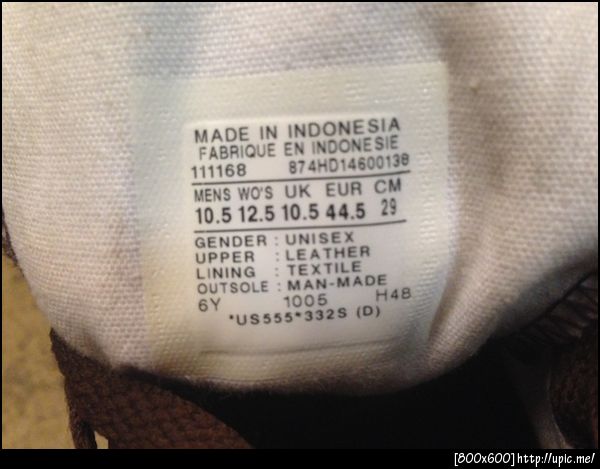 MADE IN INDONESIA
FABRIQUE EN INDONESIE
111168 874HD14600138
MENS WO'S UK EUR CM
10.5 12.5 10.5 44.5 29
GENDER : UNISEX
UPPER : LEATHER
LINING : TEXTILE
OUTSOLE : MAN-MADE
6Y 1005 H48
*US555*332S (D)
[800x600]http://upic.me/